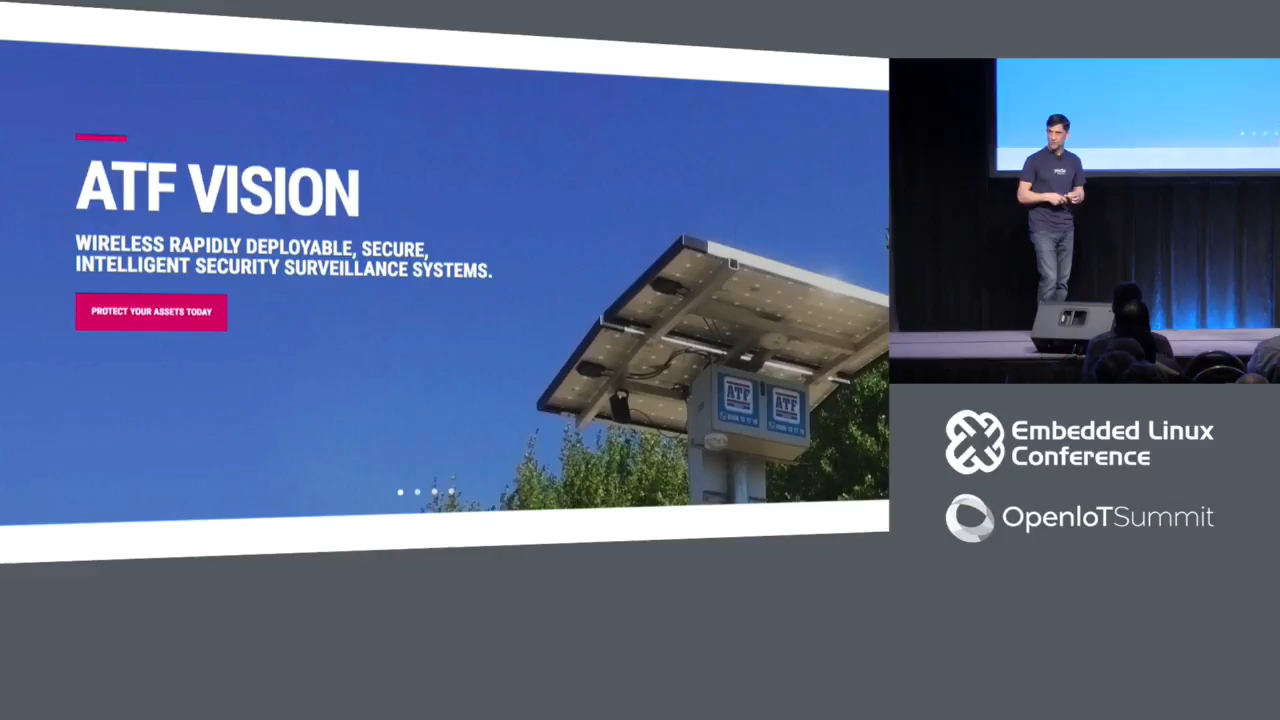 ATF VISION
WIRELESS RAPIDLY DEPLOYABLE, SECURE,
INTELLIGENT SECURITY SURVEILLANCE SYSTEMS.
PROTECT YOUR ASSETS TODAY
ATF
ATF
Embedded Linux
Conference
OpenIoTSummit